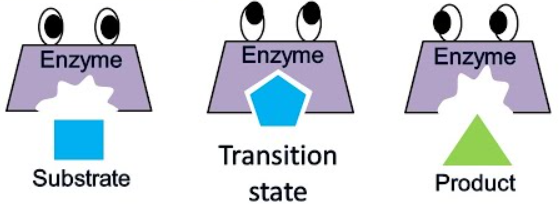 Enzyme
Substrate
Enzyme
Transition
state
Enzyme
Product